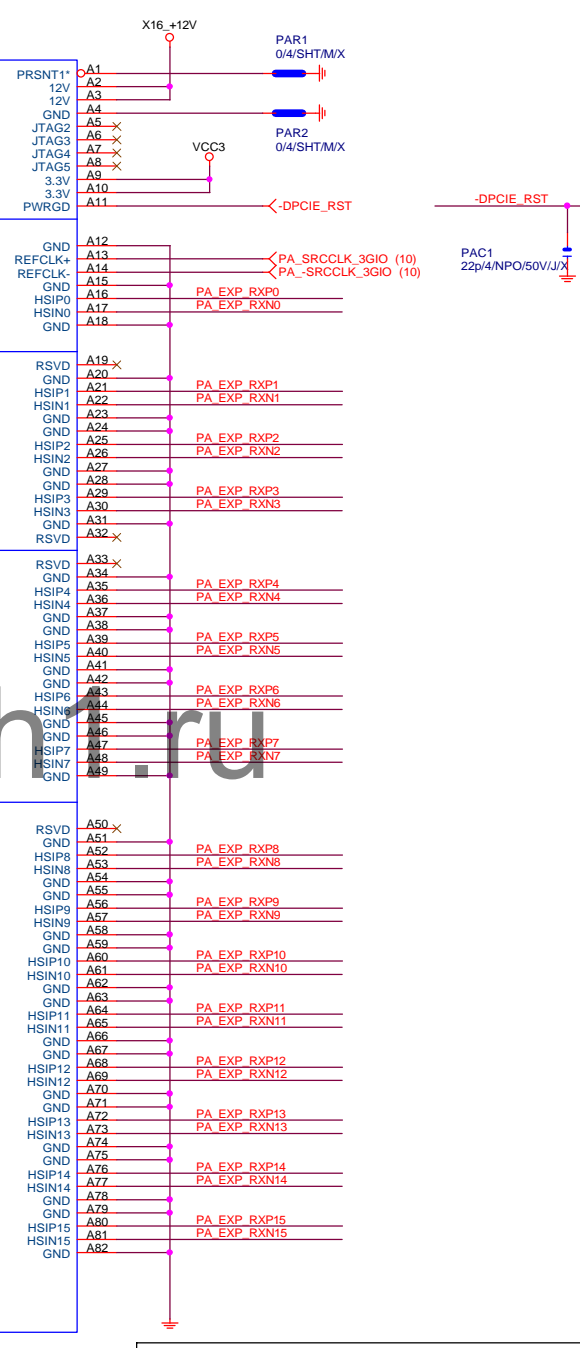 X16_+12V
PAR1
0/4/SHT/M/X
PRSNT1* A1
12V A2
12V A3
GND A4
JTAG2 A5
PAR2
0/4/SHT/M/X
JTAG3 A6
JTAG4 A7
VCC3
JTAG5 A8
3.3V A9
3.3V A10
PWRGD A11 -DPCIE_RST
-DPCIE_RST
GND A12
PAC1
22p/4/NPO/50V/J/X
REFCLK+ A13 PA_SRCCLK_3GIO (10)
REFCLK- A14 PA_-SRCCLK_3GIO (10)
GND A15
HSIP0 A16 PA_EXP_RXP0
HSIN0 A17 PA_EXP_RXN0
GND A18
RSVD A19
GND A20
HSIP1 A21 PA_EXP_RXP1
HSIN1 A22 PA_EXP_RXN1
GND A23
GND A24
HSIP2 A25 PA_EXP_RXP2
HSIN2 A26 PA_EXP_RXN2
GND A27
GND A28
HSIP3 A29 PA_EXP_RXP3
HSIN3 A30 PA_EXP_RXN3
GND A31
RSVD A32
RSVD A33
GND A34
HSIP4 A35 PA_EXP_RXP4
HSIN4 A36 PA_EXP_RXN4
GND A37
GND A38
HSIP5 A39 PA_EXP_RXP5
HSIN5 A40 PA_EXP_RXN5
GND A41
GND A42
HSIP6 A43 PA_EXP_RXP6
HSIN6 A44 PA_EXP_RXN6
GND A45
GND A46
HSIP7 A47 PA_EXP_RXP7
HSIN7 A48 PA_EXP_RXN7
GND A49
h1.ru
RSVD A50
GND A51
HSIP8 A52 PA_EXP_RXP8
HSIN8 A53 PA_EXP_RXN8
GND A54
GND A55
HSIP9 A56 PA_EXP_RXP9
HSIN9 A57 PA_EXP_RXN9
GND A58
GND A59
HSIP10 A60 PA_EXP_RXP10
HSIN10 A61 PA_EXP_RXN10
GND A62
GND A63
HSIP11 A64 PA_EXP_RXP11
HSIN11 A65 PA_EXP_RXN11
GND A66
GND A67
HSIP12 A68 PA_EXP_RXP12
HSIN12 A69 PA_EXP_RXN12
GND A70
GND A71
HSIP13 A72 PA_EXP_RXP13
HSIN13 A73 PA_EXP_RXN13
GND A74
GND A75
HSIP14 A76 PA_EXP_RXP14
HSIN14 A77 PA_EXP_RXN14
GND A78
GND A79
HSIP15 A80 PA_EXP_RXP15
HSIN15 A81 PA_EXP_RXN15
GND A82